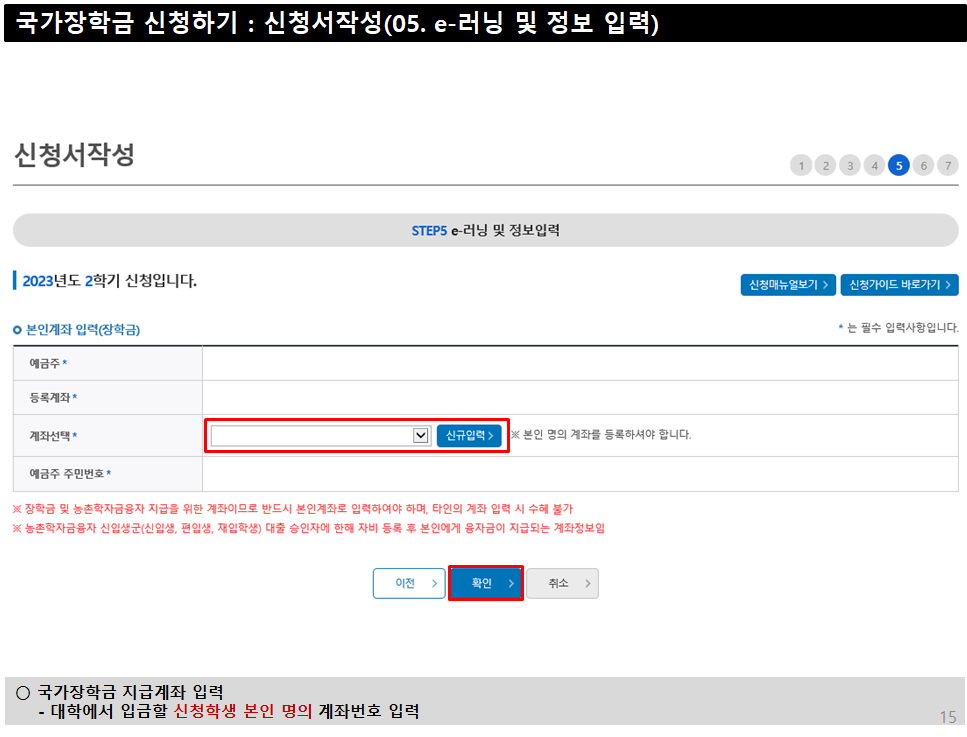 국가장학금 신청하기 : 신청서작성(05. e-러닝 및 정보 입력)
신청서작성
1 2 3 4 5 6 7
STEP5 e-러닝 및 정보입력
2023년도 2학기 신청입니다.
신청매뉴얼보기 > 신청가이드 바로가기 >
본인계좌 입력(장학금)
* 는 필수 입력사항입니다.
예금주 *
등록계좌 *
계좌선택 * 신규입력 > ※ 본인 명의 계좌를 등록하셔야 합니다.
예금주 주민번호 *
※ 장학금 및 농촌학자금융자 지급을 위한 계좌이므로 반드시 본인계좌로 입력하여야 하며, 타인의 계좌 입력 시 수혜 불가
※ 농촌학자금융자 신입생군(신입생, 편입생, 재입학생) 대출 승인자에 한해 자비 등록 후 본인에게 융자금이 지급되는 계좌정보임
이전 > 확인 > 취소 >
○ 국가장학금 지급계좌 입력
- 대학에서 입금할 신청학생 본인 명의 계좌번호 입력
15